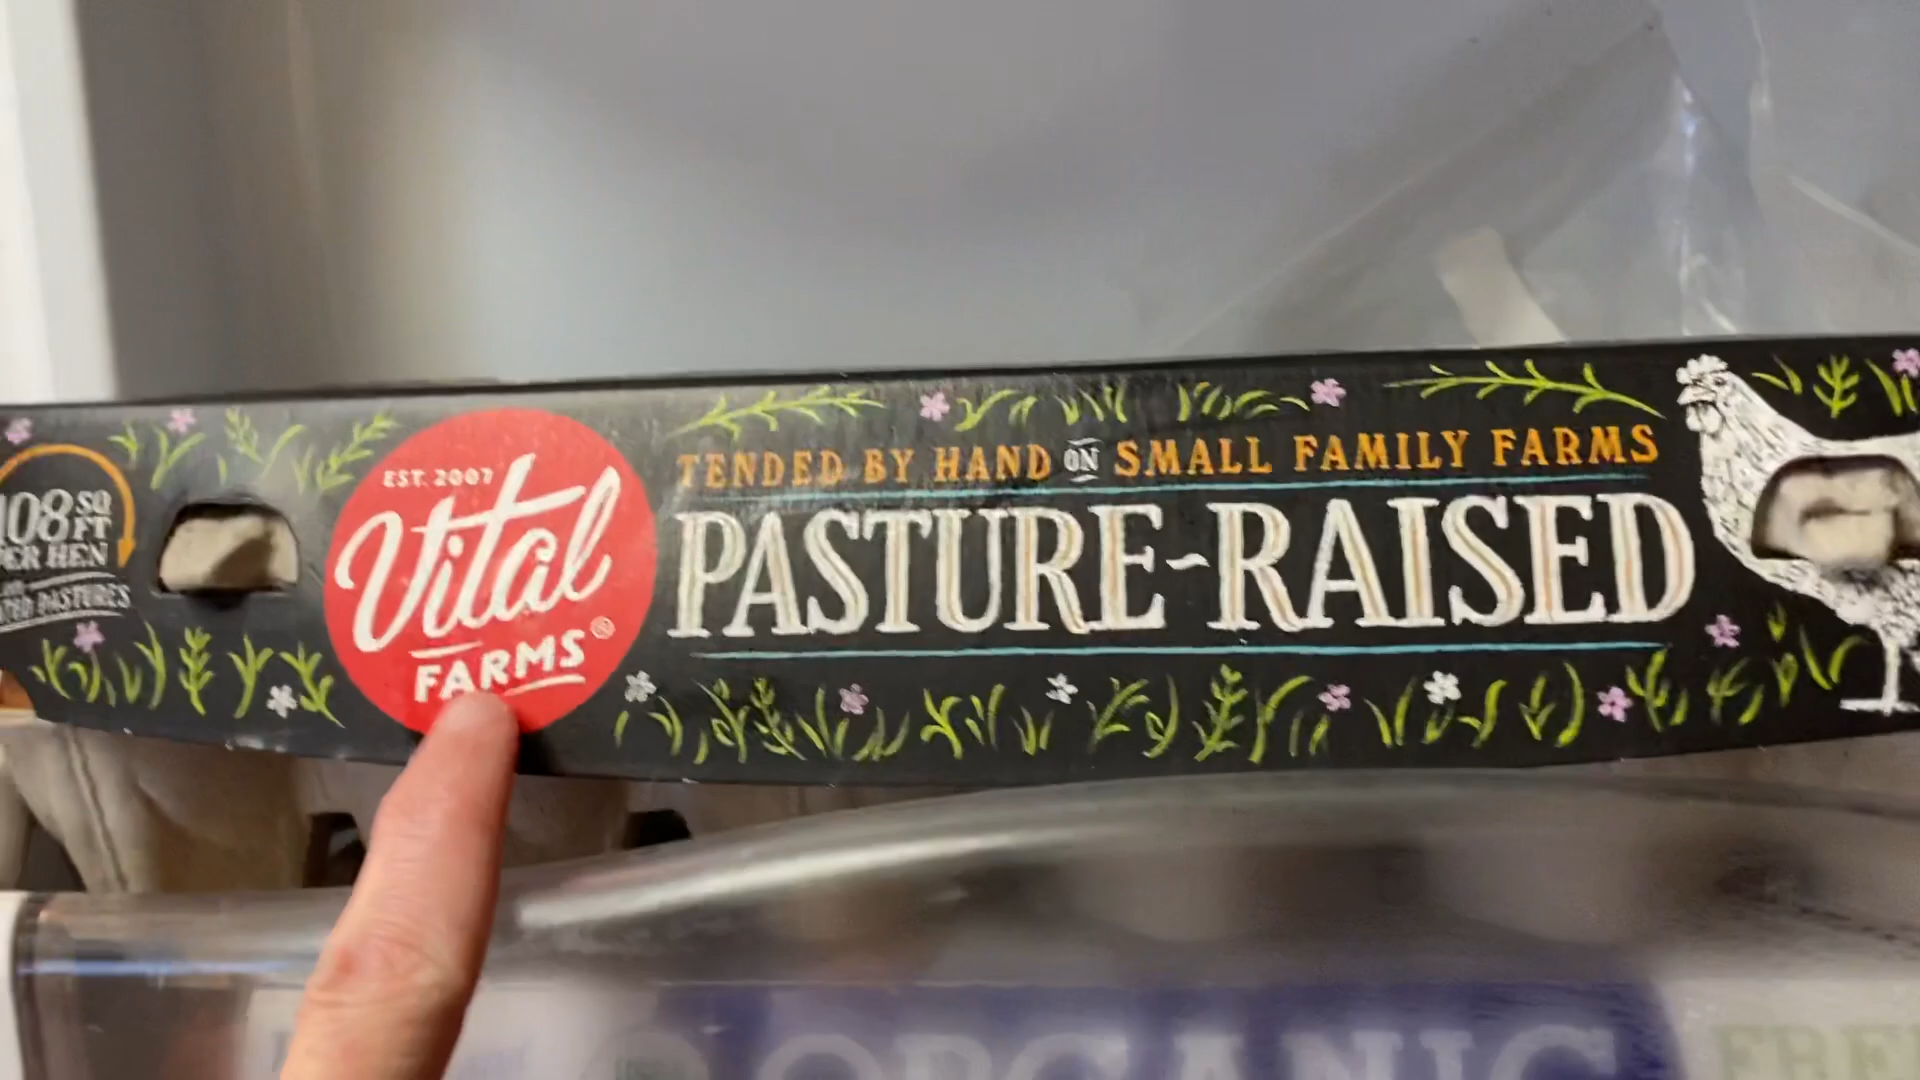 108 SQ
FT
PER HEN
PASTURES
EST. 2007
Vital
FARMS®
TENDED BY HAND ON SMALL FAMILY FARMS
PASTURE-RAISED
ORGANIC